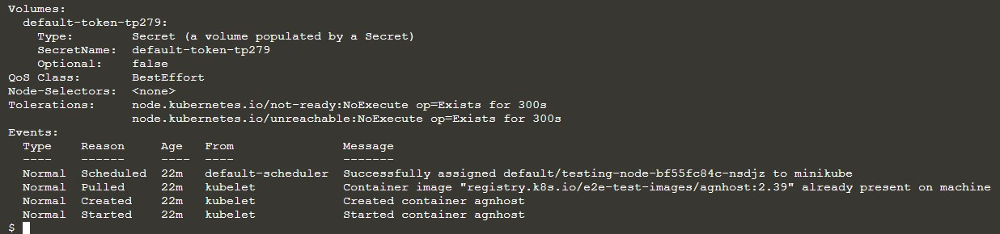 Volumes:
  default-token-tp279:
    Type:        Secret (a volume populated by a Secret)
    SecretName:  default-token-tp279
    Optional:    false
QoS Class:       BestEffort
Node-Selectors:  <none>
Tolerations:     node.kubernetes.io/not-ready:NoExecute op=Exists for 300s
                 node.kubernetes.io/unreachable:NoExecute op=Exists for 300s
Events:
  Type    Reason     Age   From               Message
  ----    ------     ----  ----               -------
  Normal  Scheduled  22m   default-scheduler  Successfully assigned default/testing-node-bf55fc84c-nsdjz to minikube
  Normal  Pulled     22m   kubelet            Container image "registry.k8s.io/e2e-test-images/agnhost:2.39" already present on machine
  Normal  Created    22m   kubelet            Created container agnhost
  Normal  Started    22m   kubelet            Started container agnhost
$